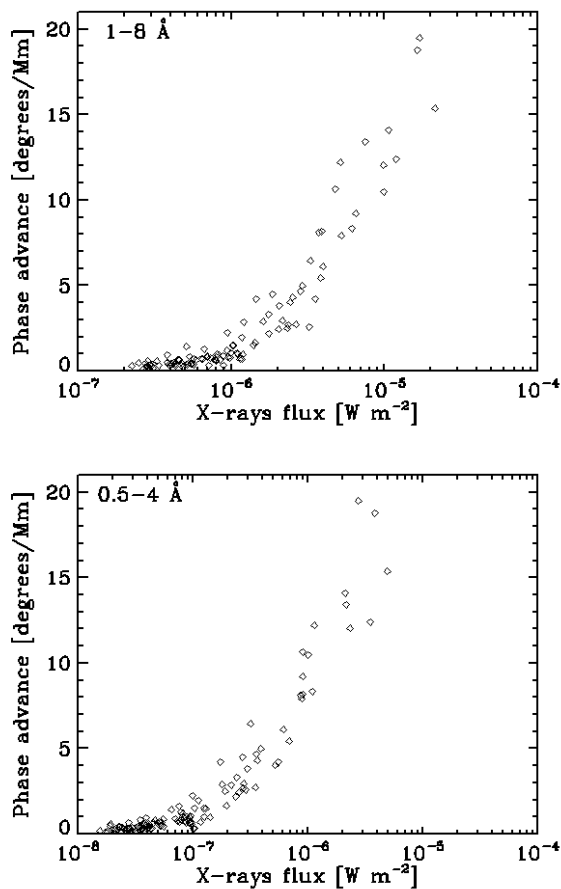 1−8 Å
20
15
10
5
0
Phase advance [degrees/Mm]
10⁻⁷ 10⁻⁶ 10⁻⁵ 10⁻⁴
X−rays flux [W m⁻²]
0.5−4 Å
20
15
10
5
0
Phase advance [degrees/Mm]
10⁻⁸ 10⁻⁷ 10⁻⁶ 10⁻⁵ 10⁻⁴
X−rays flux [W m⁻²]